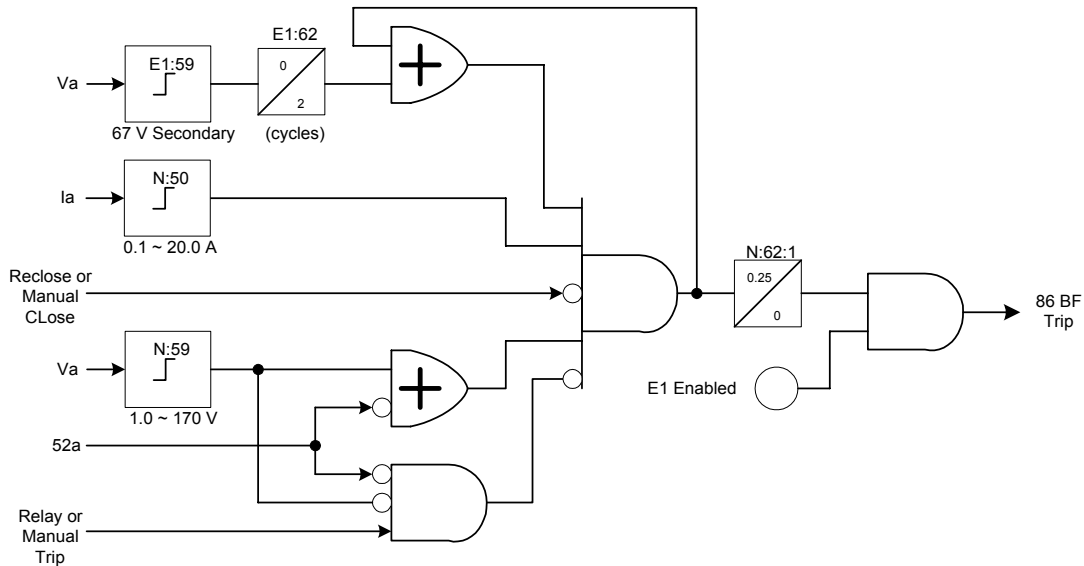 E1:62
E1:59
0
2
Va
67 V Secondary
(cycles)
N:50
Ia
0.1 ~ 20.0 A
Reclose or
Manual
CLose
N:62:1
0.25
0
86 BF
Trip
N:59
Va
1.0 ~ 170 V
E1 Enabled
52a
Relay or
Manual
Trip